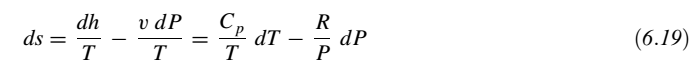 ds = dh/T − v dP/T = C_p/T dT − R/P dP (6.19)